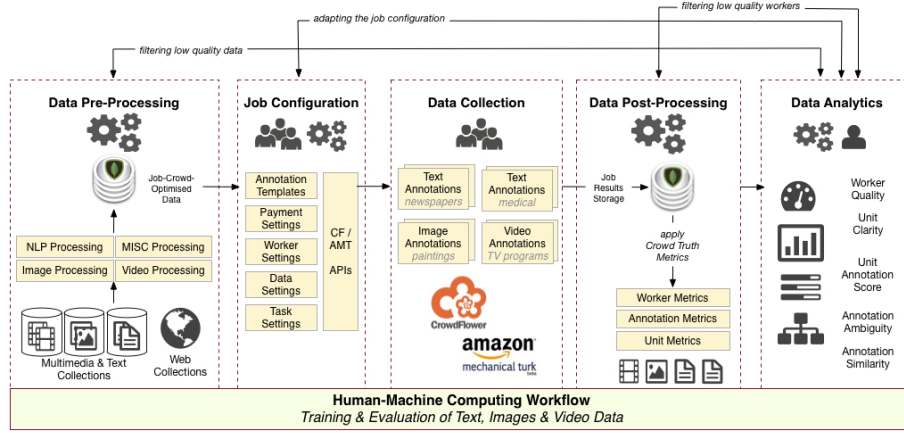 filtering low quality workers
adapting the job configuration
filtering low quality data
Data Pre-Processing
Job-Crowd-
Optimised
Data
NLP Processing
MISC Processing
Image Processing
Video Processing
Multimedia & Text
Collections
Web
Collections
Job Configuration
Annotation
Templates
Payment
Settings
Worker
Settings
Data
Settings
Task
Settings
CF /
AMT
APIs
Data Collection
Text
Annotations
newspapers
Text
Annotations
medical
Image
Annotations
paintings
Video
Annotations
TV programs
CrowdFlower
amazon
mechanical turk
beta
Data Post-Processing
Job
Results
Storage
apply
Crowd Truth
Metrics
Worker Metrics
Annotation Metrics
Unit Metrics
Data Analytics
Worker
Quality
Unit
Clarity
Unit
Annotation
Score
Annotation
Ambiguity
Annotation
Similarity
Human-Machine Computing Workflow
Training & Evaluation of Text, Images & Video Data